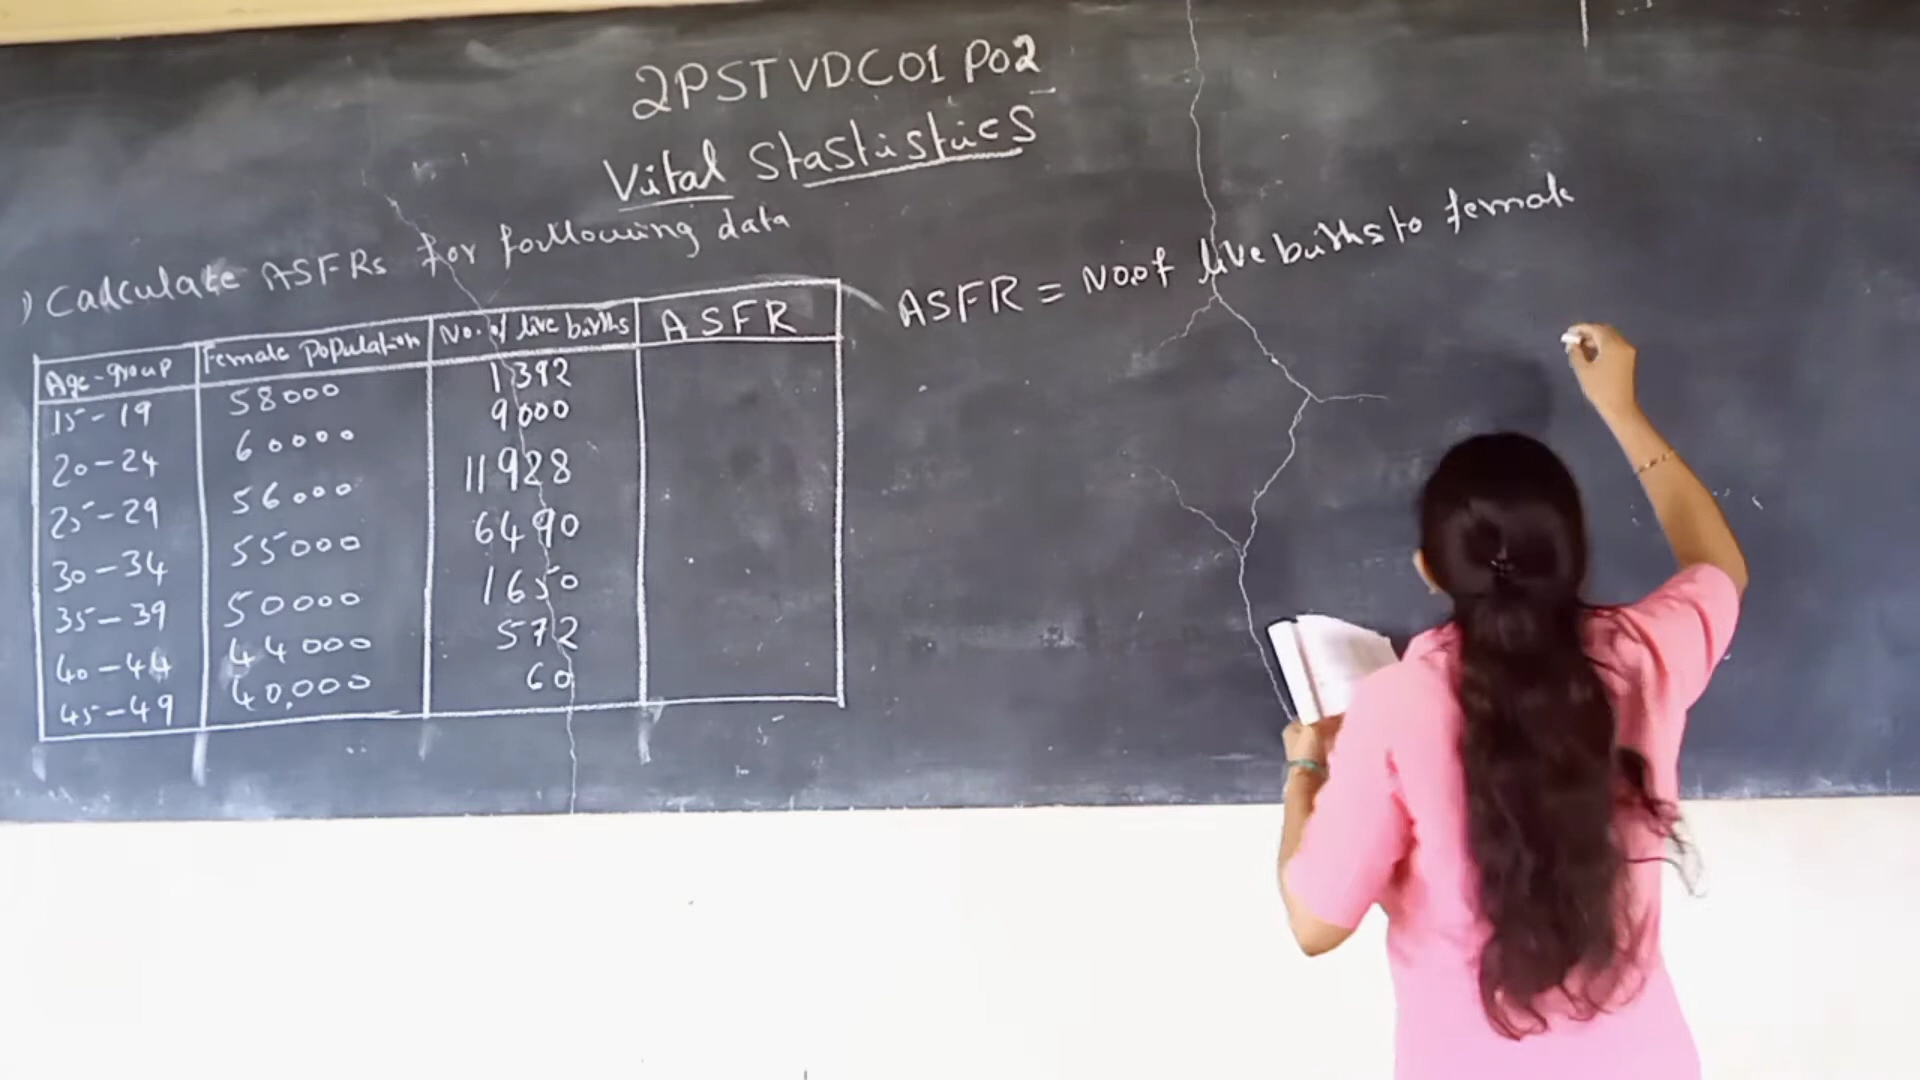 2PSTVDC01P02
Vital Stastistics
1) Calculate ASFRs for following data
Age-group Female Population No. of live births ASFR
15-19 58000 1392
20-24 60000 9000
25-29 56000 11928
30-34 55000 6490
35-39 50000 1650
40-44 44000 572
45-49 40,000 60
ASFR = No.of live births to female